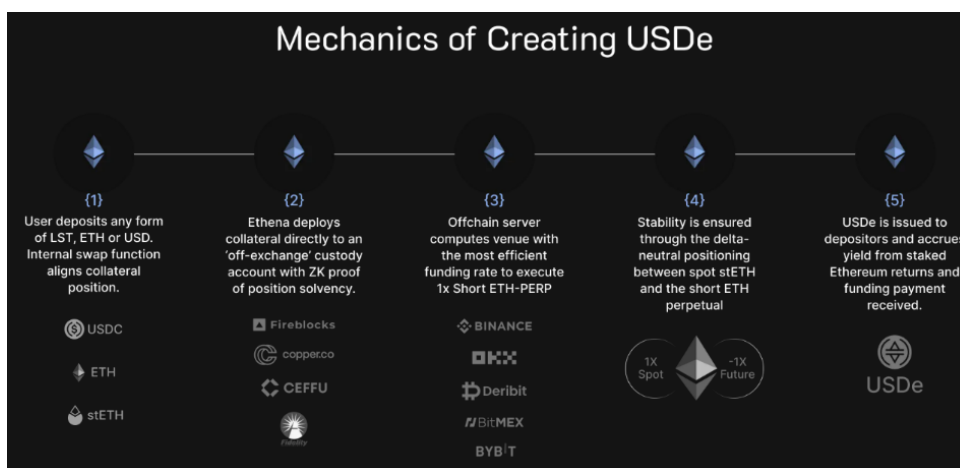 Mechanics of Creating USDe
{1}
User deposits any form
of LST, ETH or USD.
Internal swap function
aligns collateral
position.
USDC
ETH
stETH
{2}
Ethena deploys
collateral directly to an
'off-exchange' custody
account with ZK proof
of position solvency.
Fireblocks
copper.co
CEFFU
Fidelity
{3}
Offchain server
computes venue with
the most efficient
funding rate to execute
1x Short ETH-PERP
BINANCE
OKX
Deribit
BitMEX
BYBIT
{4}
Stability is ensured
through the delta-
neutral positioning
between spot stETH
and the short ETH
perpetual
1X
Spot
-1X
Future
{5}
USDe is issued to
depositors and accrues
yield from staked
Ethereum returns and
funding payment
received.
USDe